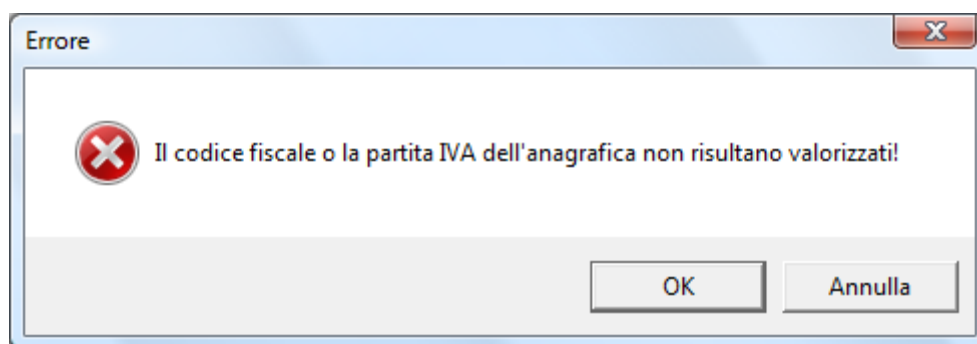 Errore
Il codice fiscale o la partita IVA dell'anagrafica non risultano valorizzati!
OK
Annulla